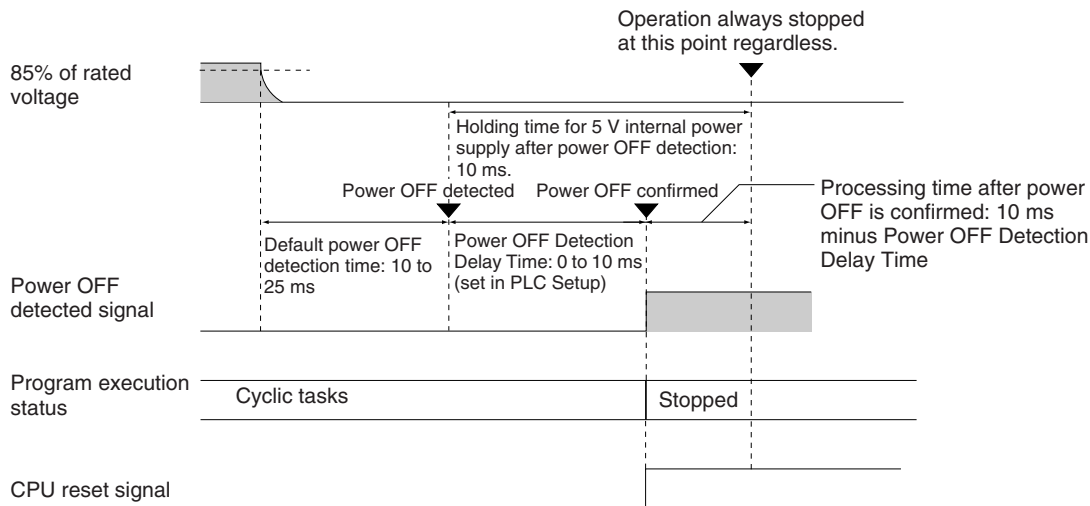 Operation always stopped
at this point regardless.
85% of rated
voltage
Holding time for 5 V internal power
supply after power OFF detection:
10 ms.
Power OFF detected
Power OFF confirmed
Processing time after power
OFF is confirmed: 10 ms
minus Power OFF Detection
Delay Time
Default power OFF
detection time: 10 to
25 ms
Power OFF Detection
Delay Time: 0 to 10 ms
(set in PLC Setup)
Power OFF
detected signal
Program execution
status
Cyclic tasks
Stopped
CPU reset signal